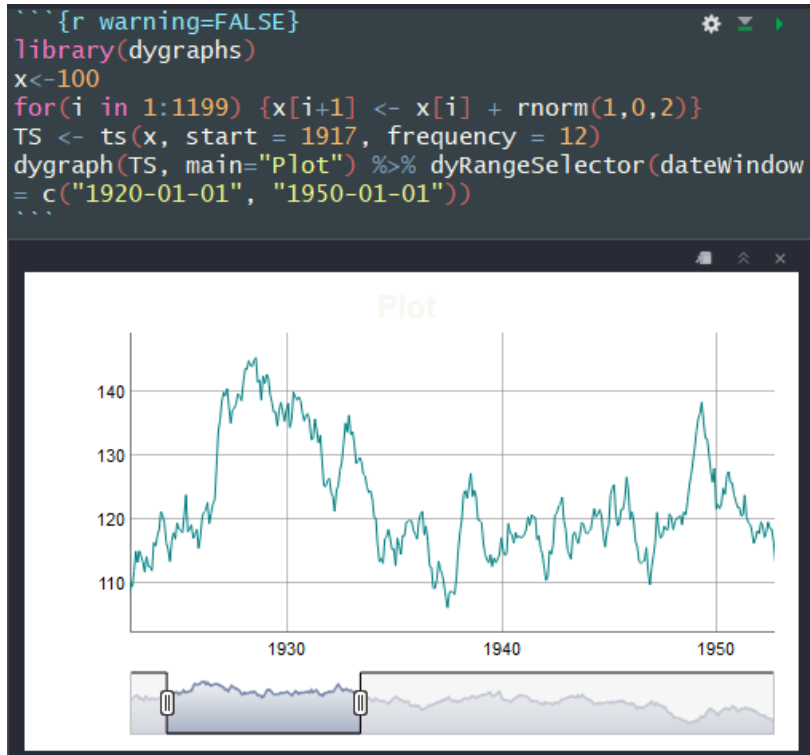 ```{r warning=FALSE}
library(dygraphs)
x<-100
for(i in 1:1199) {x[i+1] <- x[i] + rnorm(1,0,2)}
TS <- ts(x, start = 1917, frequency = 12)
dygraph(TS, main="Plot") %>% dyRangeSelector(dateWindow
= c("1920-01-01", "1950-01-01"))
```
Plot
140
130
120
110
1930 1940 1950